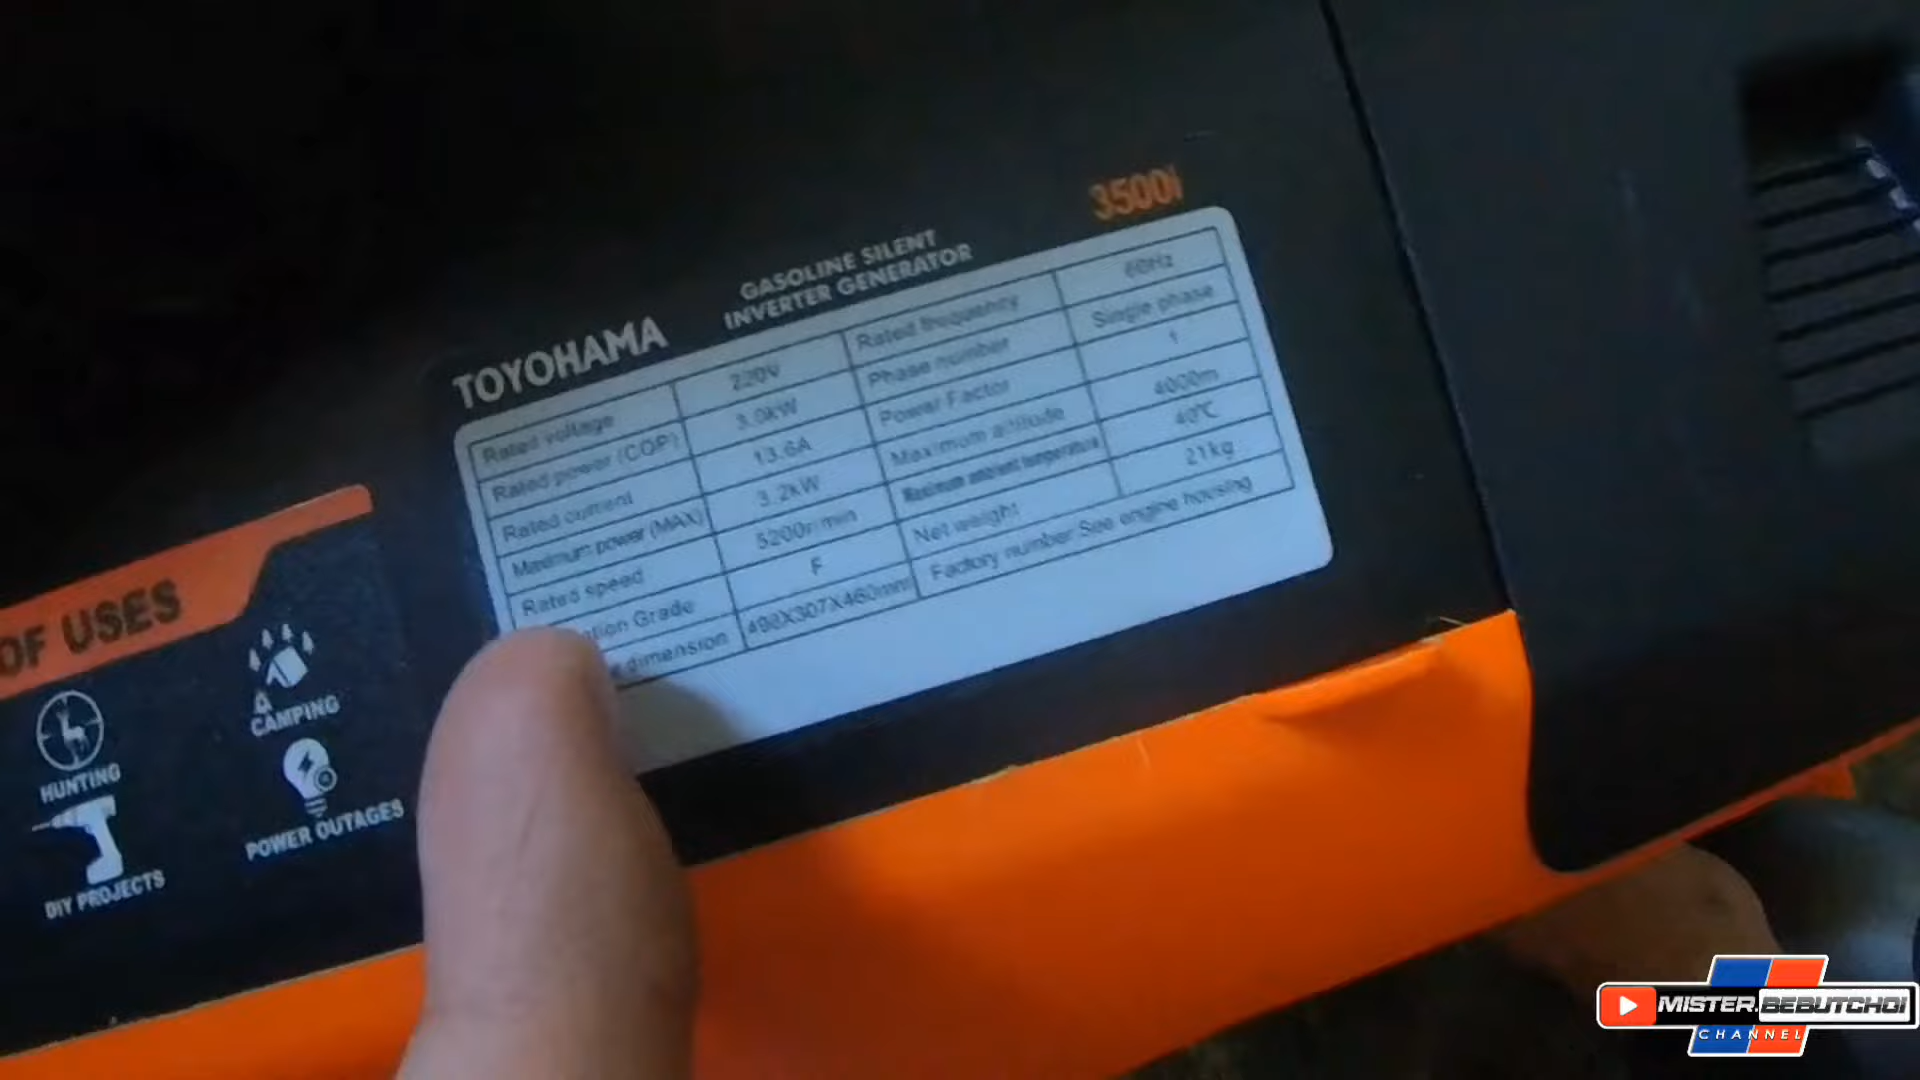 3500i
GASOLINE SILENT
INVERTER GENERATOR
TOYOHAMA
Rated voltage 220V Rated frequency 60Hz
Rated power (COP) 3.0kW Phase number Single phase
Rated current 13.6A Power Factor 1
Maximum power (MAX) 3.2kW Maximum altitude 4000m
Rated speed 5200r/min Maximum ambient temperature 40℃
Grade F Net weight 21kg
dimension 498X307X460mm Factory number See engine housing
OF USES
HUNTING
CAMPING
DIY PROJECTS
POWER OUTAGES
MISTER.BEBUTCHOI
CHANNEL